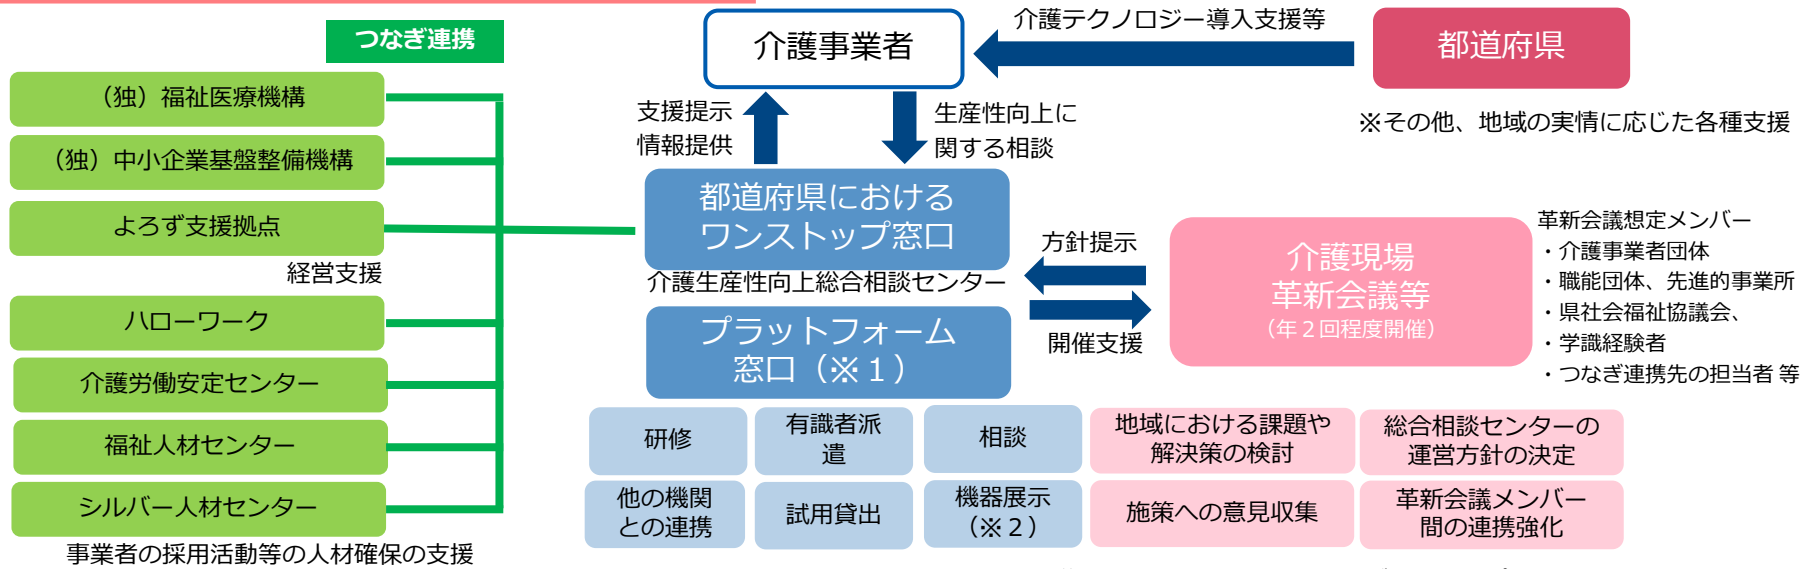 つなぎ連携
（独）福祉医療機構
（独）中小企業基盤整備機構
よろず支援拠点
経営支援
ハローワーク
介護労働安定センター
福祉人材センター
シルバー人材センター
事業者の採用活動等の人材確保の支援
介護事業者
介護テクノロジー導入支援等
都道府県
※その他、地域の実情に応じた各種支援
支援提示
情報提供
生産性向上に
関する相談
都道府県における
ワンストップ窓口
介護生産性向上総合相談センター
プラットフォーム
窓口（※１）
方針提示
開催支援
介護現場
革新会議等
（年２回程度開催）
革新会議想定メンバー
・介護事業者団体
・職能団体、先進的事業所
・県社会福祉協議会、
・学識経験者
・つなぎ連携先の担当者 等
研修
有識者派
遣
相談
地域における課題や
解決策の検討
総合相談センターの
運営方針の決定
他の機関
との連携
試用貸出
機器展示
（※２）
施策への意見収集
革新会議メンバー
間の連携強化